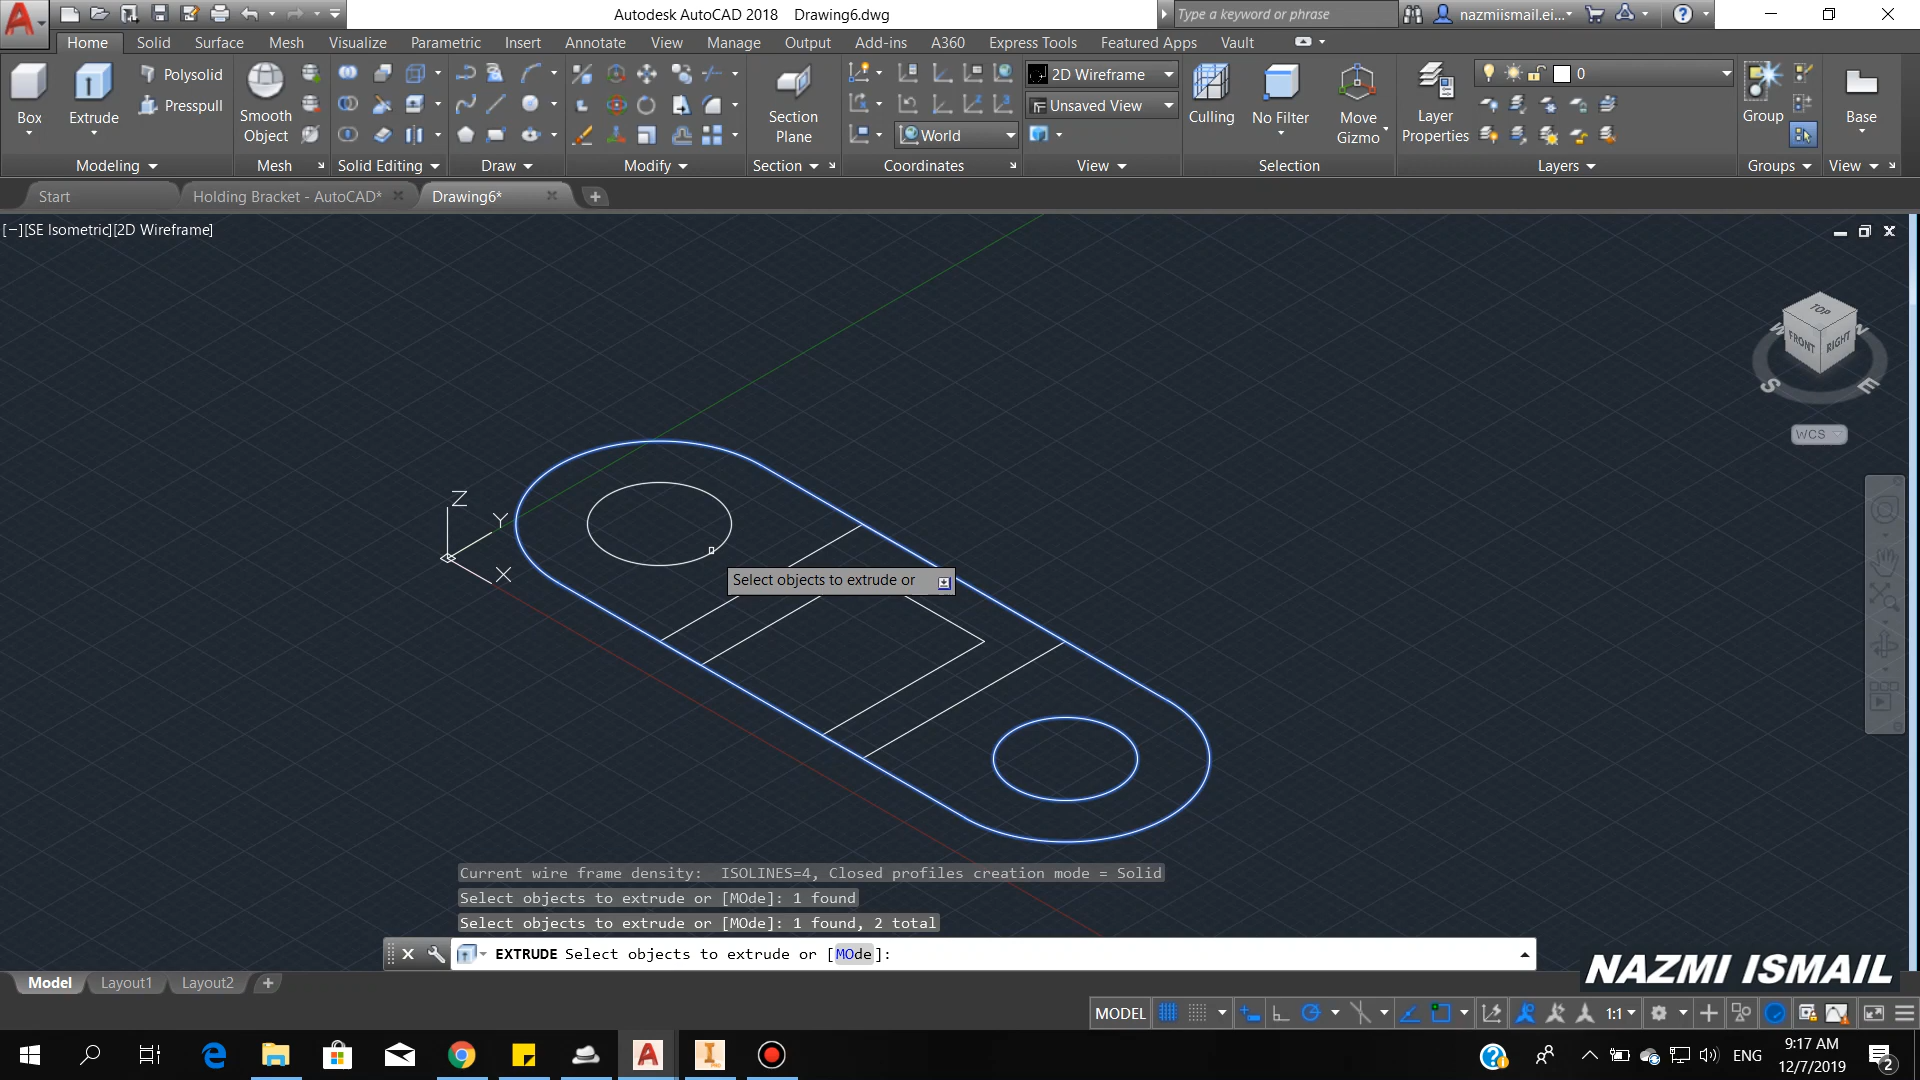 Autodesk AutoCAD 2018 Drawing6.dwg
Type a keyword or phrase
nazmiismail.ei...
Home Solid Surface Mesh Visualize Parametric Insert Annotate View Manage Output Add-ins A360 Express Tools Featured Apps Vault
Box
Extrude
Polysolid
Presspull
Smooth
Object
Section
Plane
2D Wireframe
Unsaved View
World
Culling
No Filter
Move
Gizmo
Layer
Properties
0
Group
Base
Modeling Mesh Solid Editing Draw Modify Section Coordinates View Selection Layers Groups View
Start Holding Bracket - AutoCAD* Drawing6*
[−][SE Isometric][2D Wireframe]
TOP
FRONT
RIGHT
W
N
S
E
WCS
Z
Y
X
Select objects to extrude or
Current wire frame density: ISOLINES=4, Closed profiles creation mode = Solid
Select objects to extrude or [MOde]: 1 found
Select objects to extrude or [MOde]: 1 found, 2 total
EXTRUDE Select objects to extrude or [MOde]:
NAZMI ISMAIL
Model Layout1 Layout2
MODEL
1:1
ENG
9:17 AM
12/7/2019
2